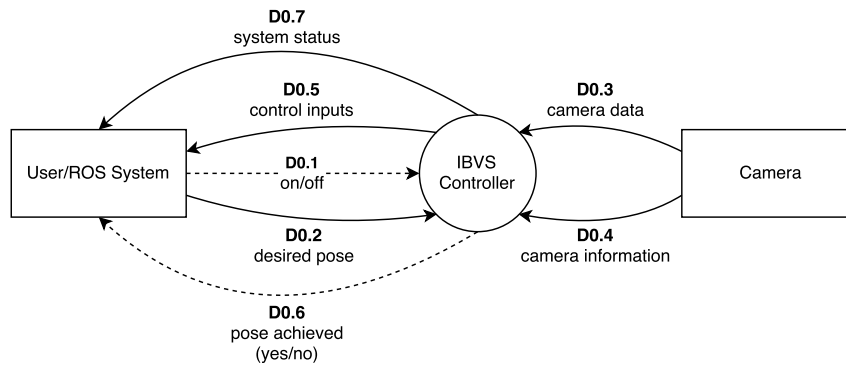 D0.7
system status
D0.5
control inputs
D0.3
camera data
User/ROS System
D0.1
on/off
IBVS
Controller
Camera
D0.2
desired pose
D0.4
camera information
D0.6
pose achieved
(yes/no)